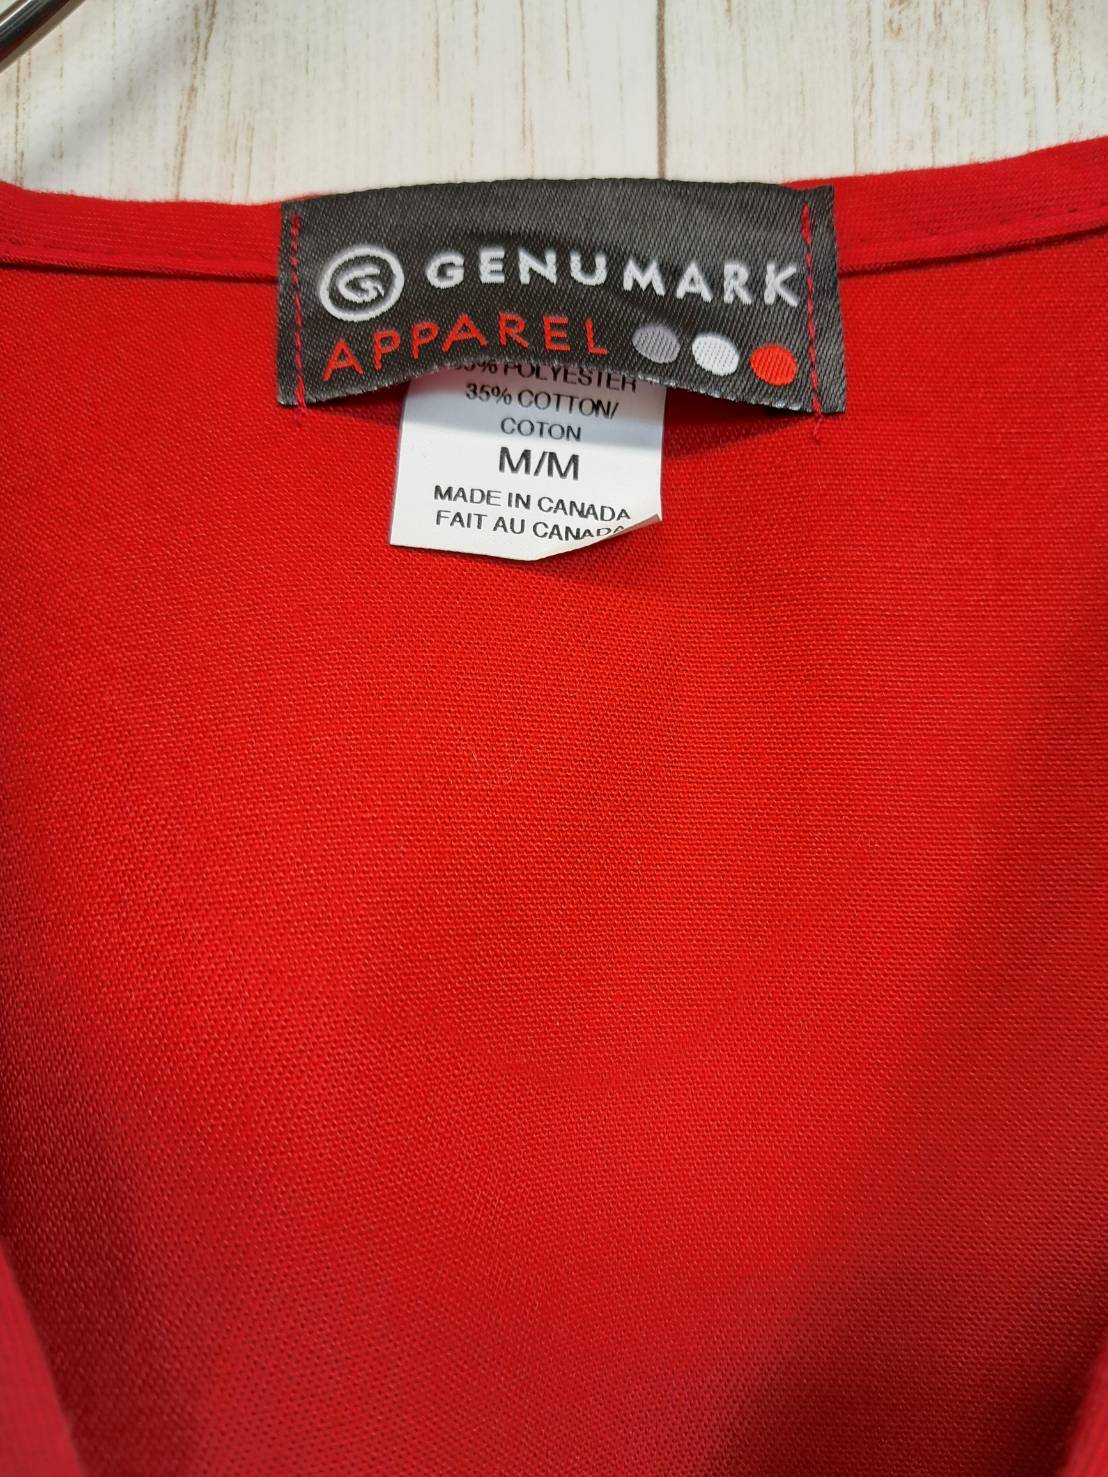 GENUMARK
APPAREL
% POLYESTER
35% COTTON/
COTON
M/M
MADE IN CANADA
FAIT AU CANADA